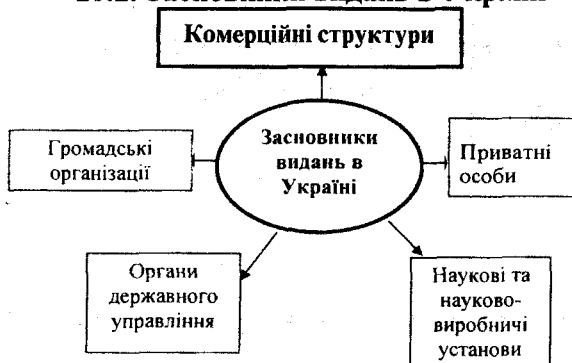 Комерційні структури
Громадські
організації
Засновники
видань в
Україні
Приватні
особи
Органи
державного
управління
Наукові та
науково-
виробничі
установи